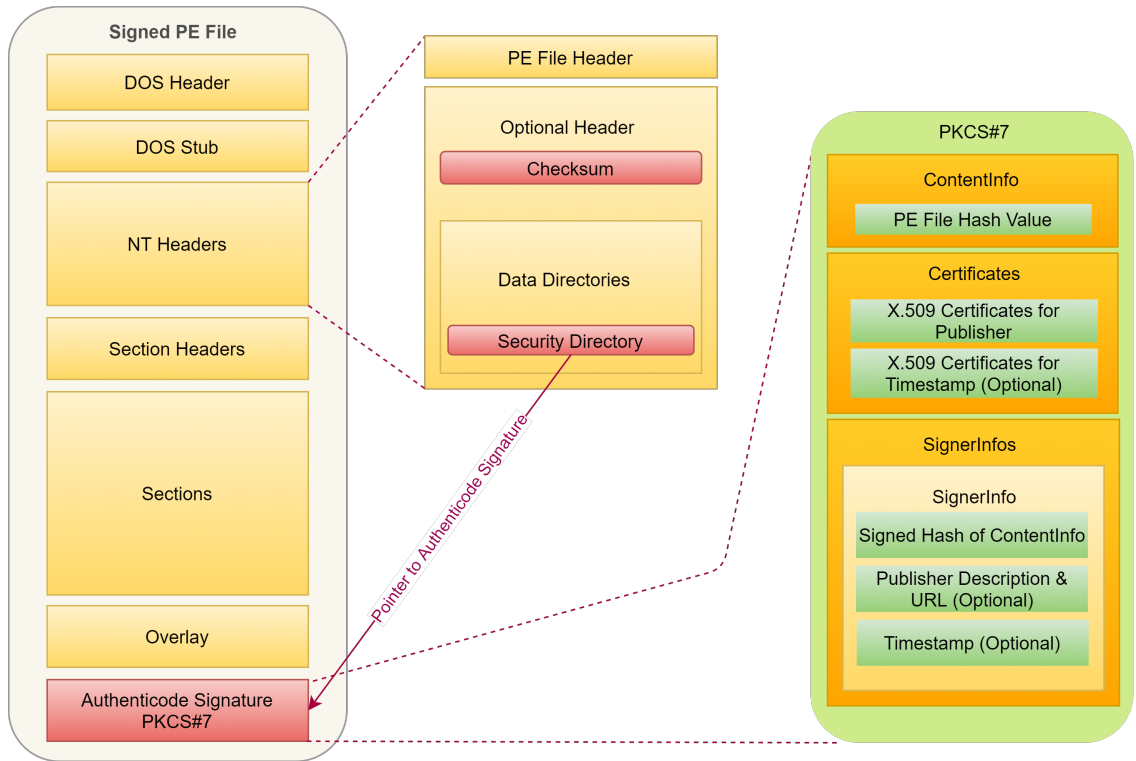 Signed PE File
DOS Header
DOS Stub
NT Headers
Section Headers
Sections
Overlay
Authenticode Signature
PKCS#7
PE File Header
Optional Header
Checksum
Data Directories
Security Directory
Pointer to Authenticode Signature
PKCS#7
ContentInfo
PE File Hash Value
Certificates
X.509 Certificates for
Publisher
X.509 Certificates for
Timestamp (Optional)
SignerInfos
SignerInfo
Signed Hash of ContentInfo
Publisher Description &
URL (Optional)
Timestamp (Optional)